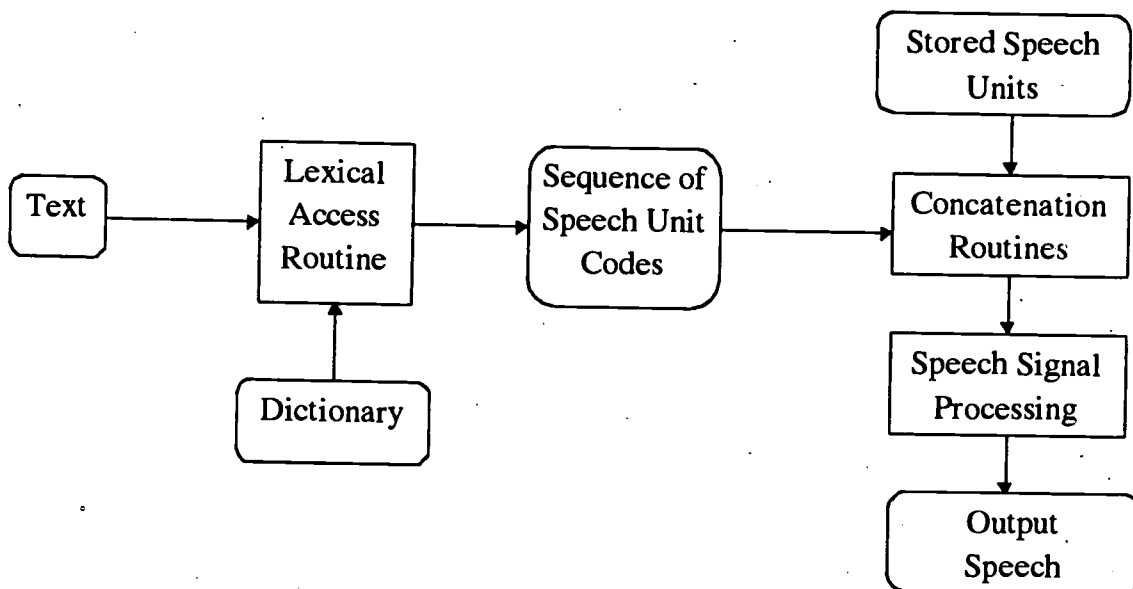 Text
Lexical
Access
Routine
Dictionary
Sequence of
Speech Unit
Codes
Stored Speech
Units
Concatenation
Routines
Speech Signal
Processing
Output
Speech